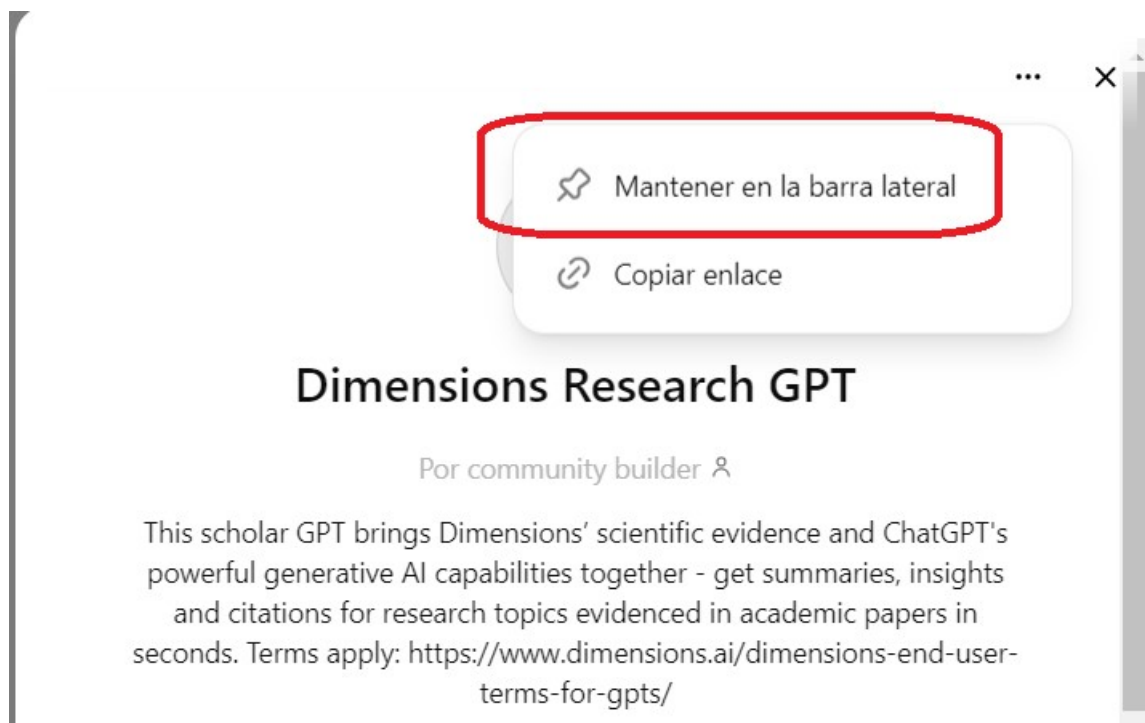 Mantener en la barra lateral
Copiar enlace
Dimensions Research GPT
Por community builder
This scholar GPT brings Dimensions’ scientific evidence and ChatGPT's
powerful generative AI capabilities together - get summaries, insights
and citations for research topics evidenced in academic papers in
seconds. Terms apply: https://www.dimensions.ai/dimensions-end-user-
terms-for-gpts/